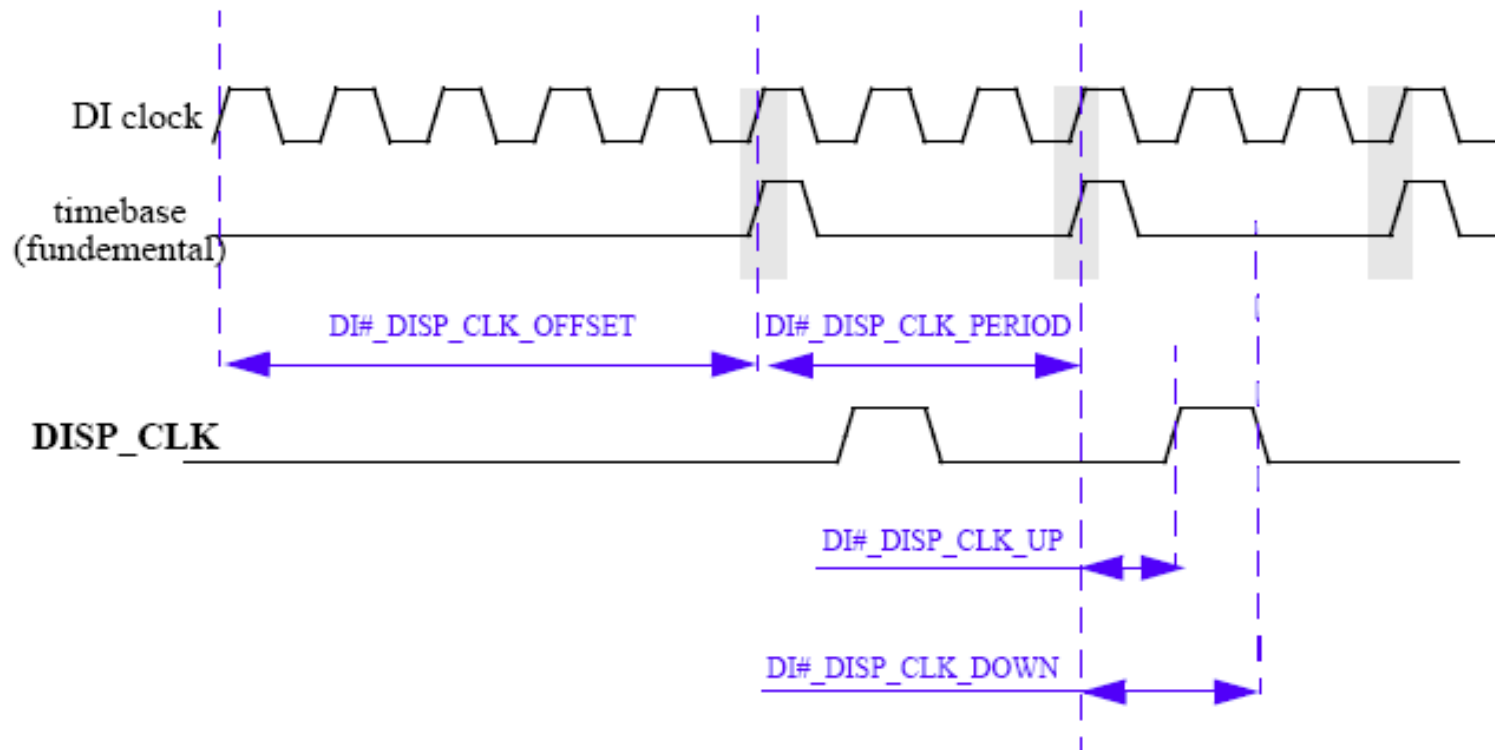 DI clock
timebase
(fundemental)
DI#_DISP_CLK_OFFSET
DI#_DISP_CLK_PERIOD
DISP_CLK
DI#_DISP_CLK_UP
DI#_DISP_CLK_DOWN